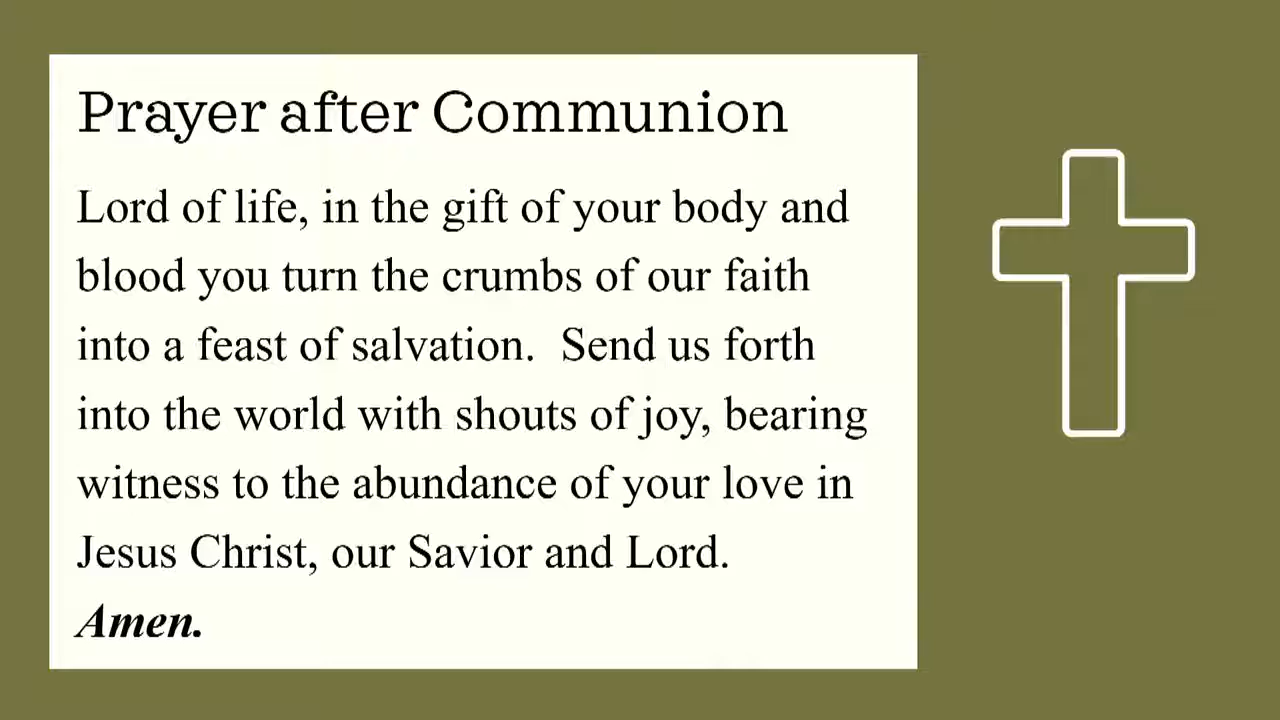 Prayer after Communion
Lord of life, in the gift of your body and
blood you turn the crumbs of our faith
into a feast of salvation.  Send us forth
into the world with shouts of joy, bearing
witness to the abundance of your love in
Jesus Christ, our Savior and Lord.
Amen.